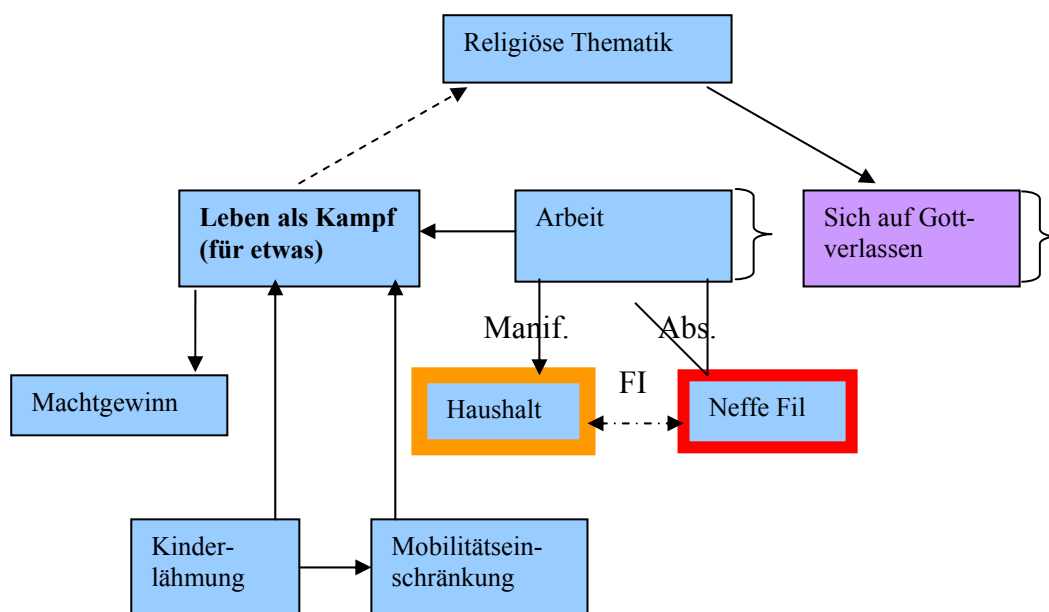 Religiöse Thematik
Leben als Kampf
(für etwas)
Arbeit
Sich auf Gott-
verlassen
Manif.
Abs.
FI
Machtgewinn
Haushalt
Neffe Fil
Kinder-
lähmung
Mobilitätsein-
schränkung